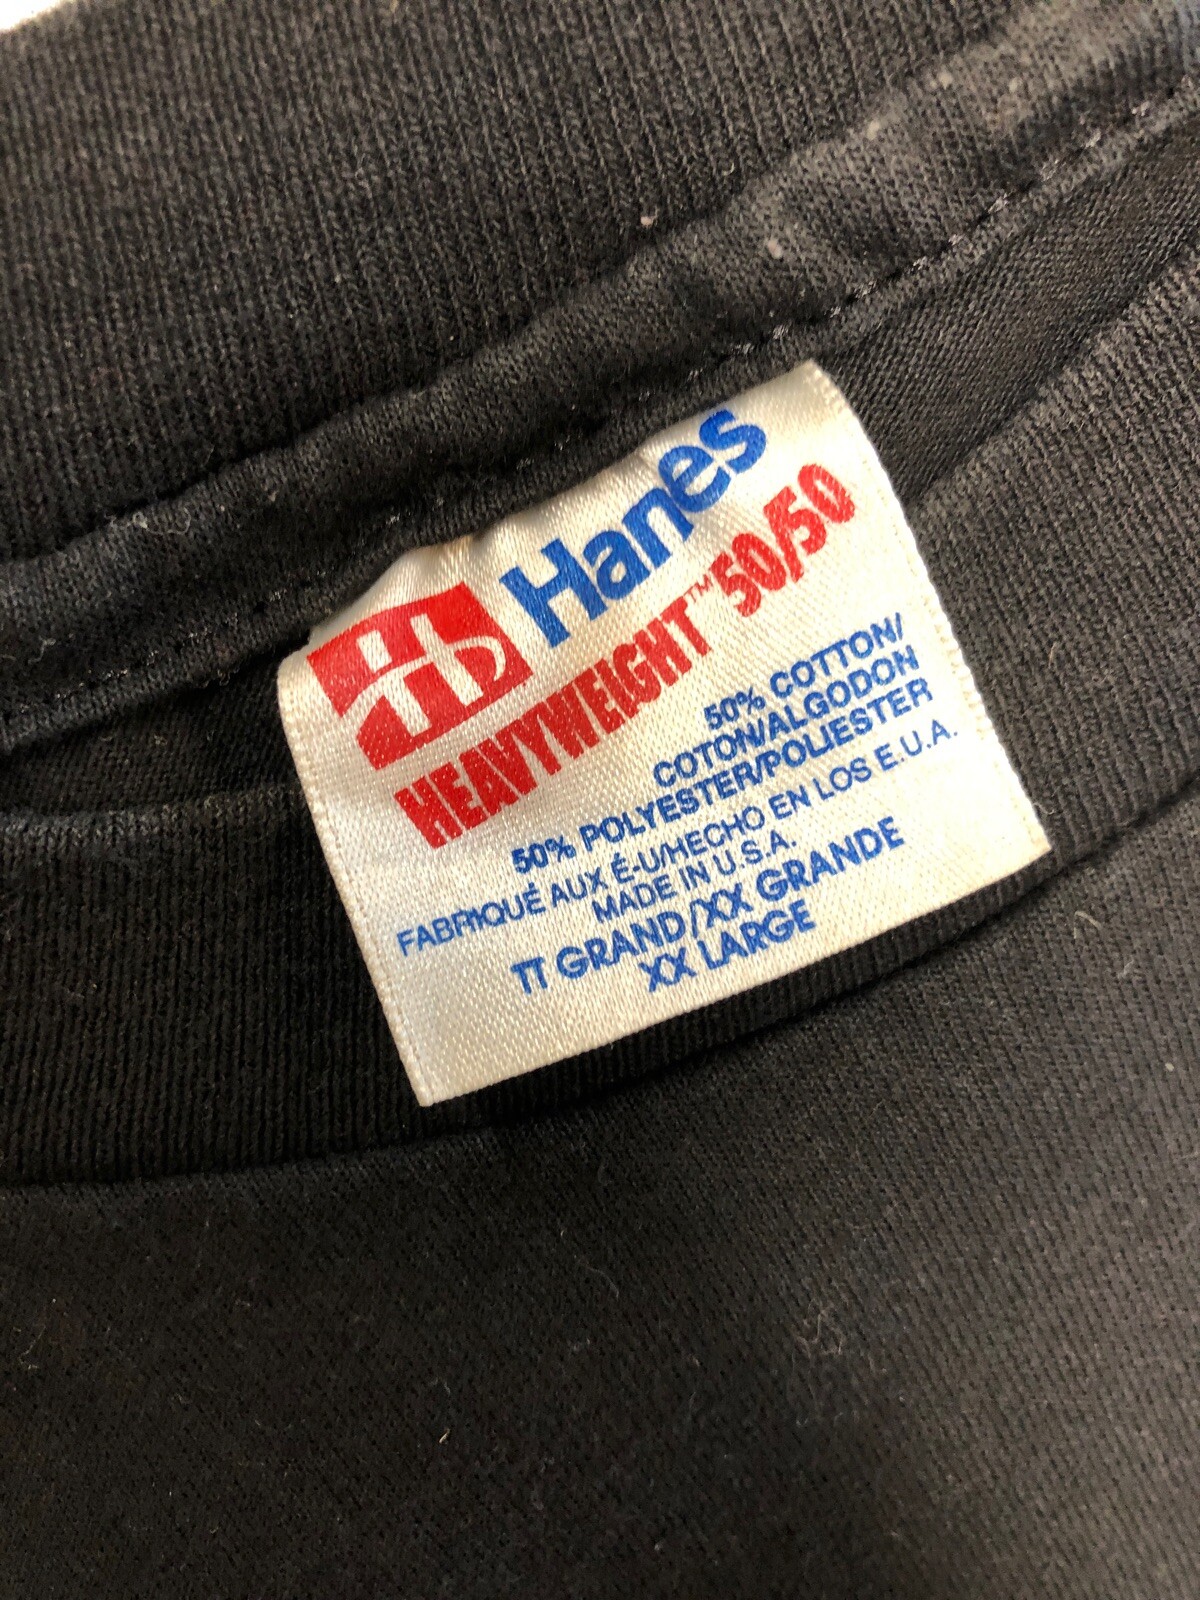 Hanes
HEAVYWEIGHT™ 50/50
50% COTTON/
COTON/ALGODON
50% POLYESTER/POLIESTER
FABRIQUÉ AUX É-U/HECHO EN LOS E.U.A.
MADE IN U.S.A.
TT GRAND/XX GRANDE
XX LARGE